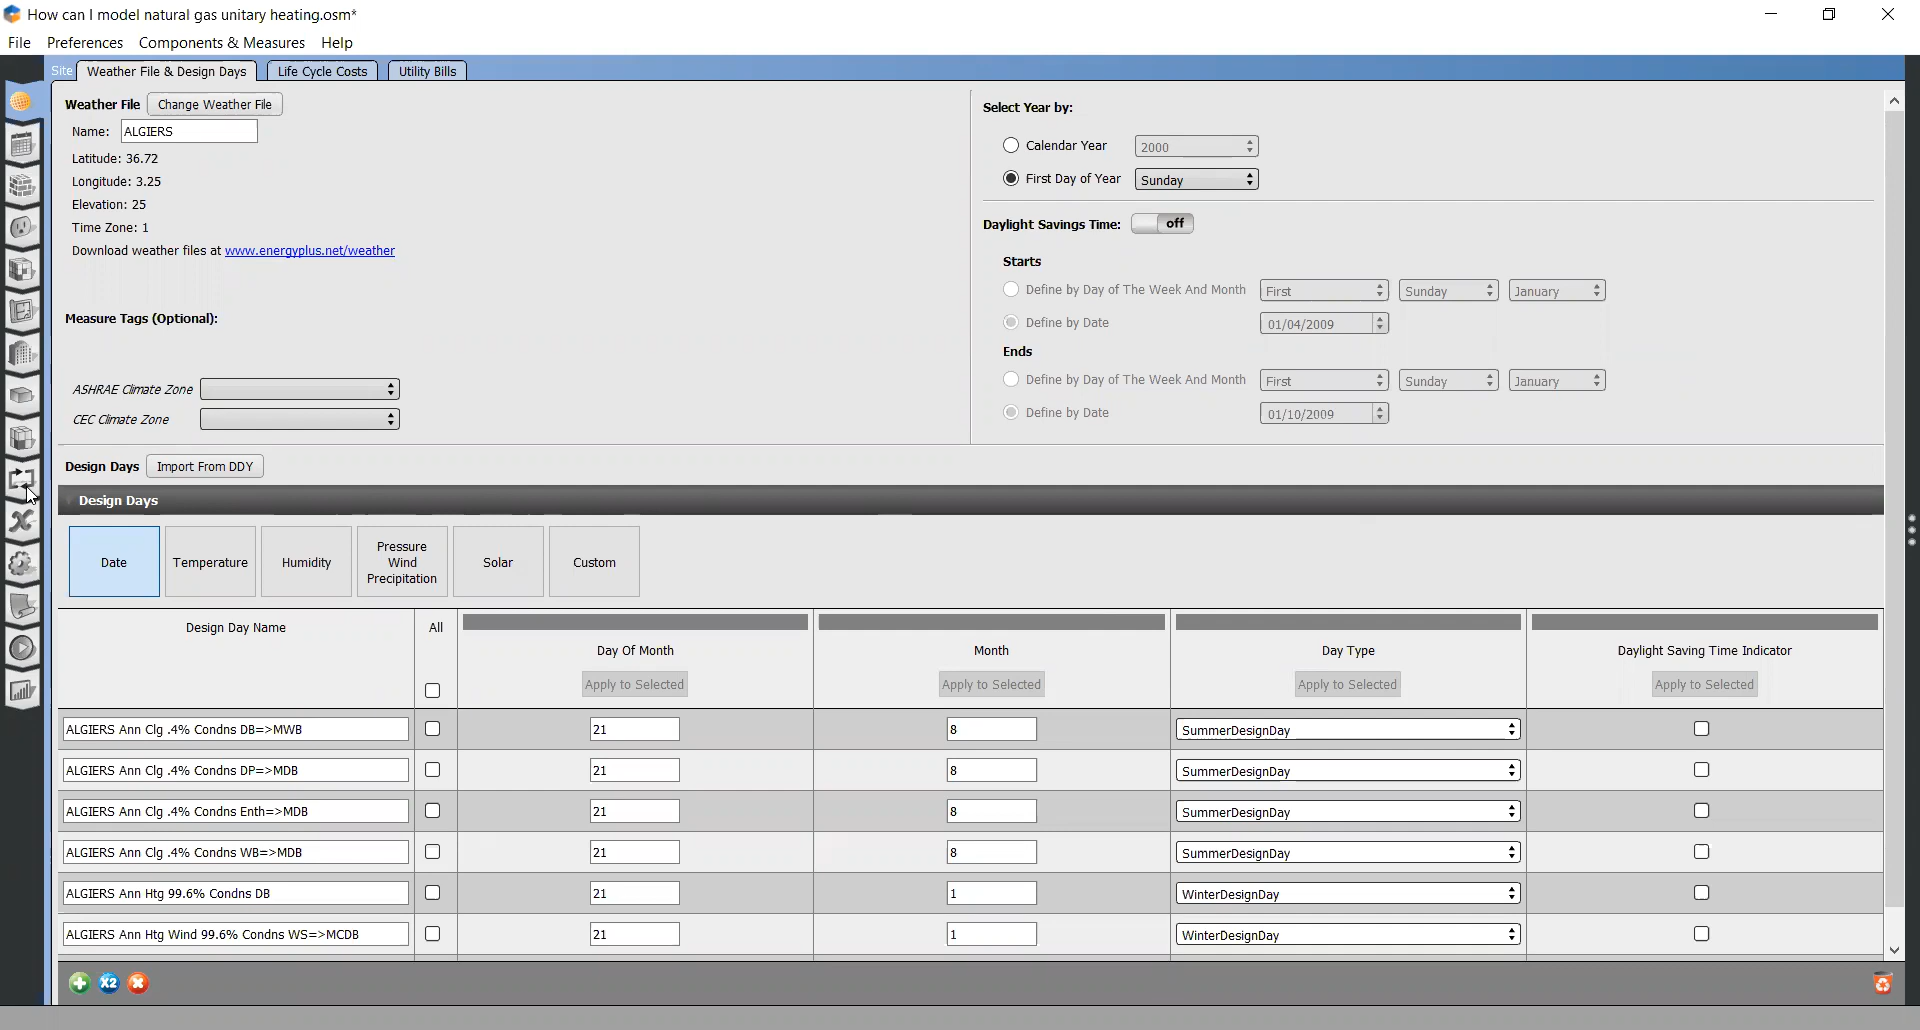 How can I model natural gas unitary heating.osm*
File Preferences Components & Measures Help
Site Weather File & Design Days Life Cycle Costs Utility Bills
Weather File Change Weather File
Name: ALGIERS
Latitude: 36.72
Longitude: 3.25
Elevation: 25
Time Zone: 1
Download weather files at www.energyplus.net/weather
Measure Tags (Optional):
ASHRAE Climate Zone
CEC Climate Zone
Select Year by:
Calendar Year 2000
First Day of Year Sunday
Daylight Savings Time: off
Starts
Define by Day of The Week And Month First Sunday January
Define by Date 01/04/2009
Ends
Define by Day of The Week And Month First Sunday January
Define by Date 01/10/2009
Design Days Import From DDY
Design Days
Date
Temperature
Humidity
Pressure
Wind
Precipitation
Solar
Custom
Design Day Name All Day Of Month Month Day Type Daylight Saving Time Indicator
Apply to Selected Apply to Selected Apply to Selected Apply to Selected
ALGIERS Ann Clg .4% Condns DB=>MWB 21 8 SummerDesignDay
ALGIERS Ann Clg .4% Condns DP=>MDB 21 8 SummerDesignDay
ALGIERS Ann Clg .4% Condns Enth=>MDB 21 8 SummerDesignDay
ALGIERS Ann Clg .4% Condns WB=>MDB 21 8 SummerDesignDay
ALGIERS Ann Htg 99.6% Condns DB 21 1 WinterDesignDay
ALGIERS Ann Htg Wind 99.6% Condns WS=>MCDB 21 1 WinterDesignDay
X2